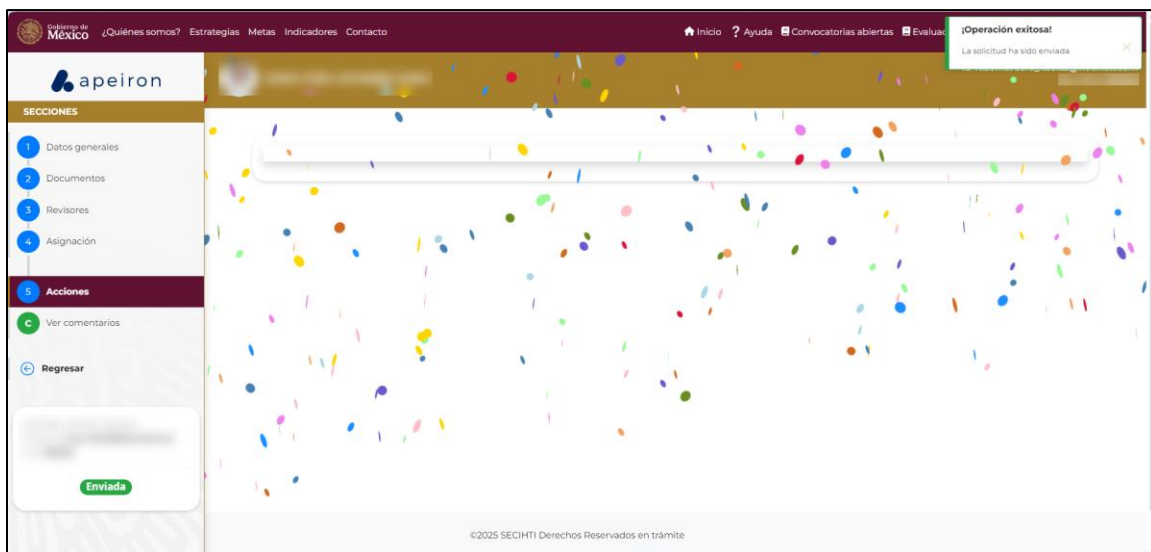 Gobierno de
México
¿Quiénes somos? Estrategias Metas Indicadores Contacto
Inicio ? Ayuda Convocatorias abiertas
¡Operación exitosa!
La solicitud ha sido enviada
apeiron
SECCIONES
1 Datos generales
2 Documentos
3 Revisores
4 Asignación
5 Acciones
C Ver comentarios
Regresar
Enviada
©2025 SECIHTI Derechos Reservados en trámite